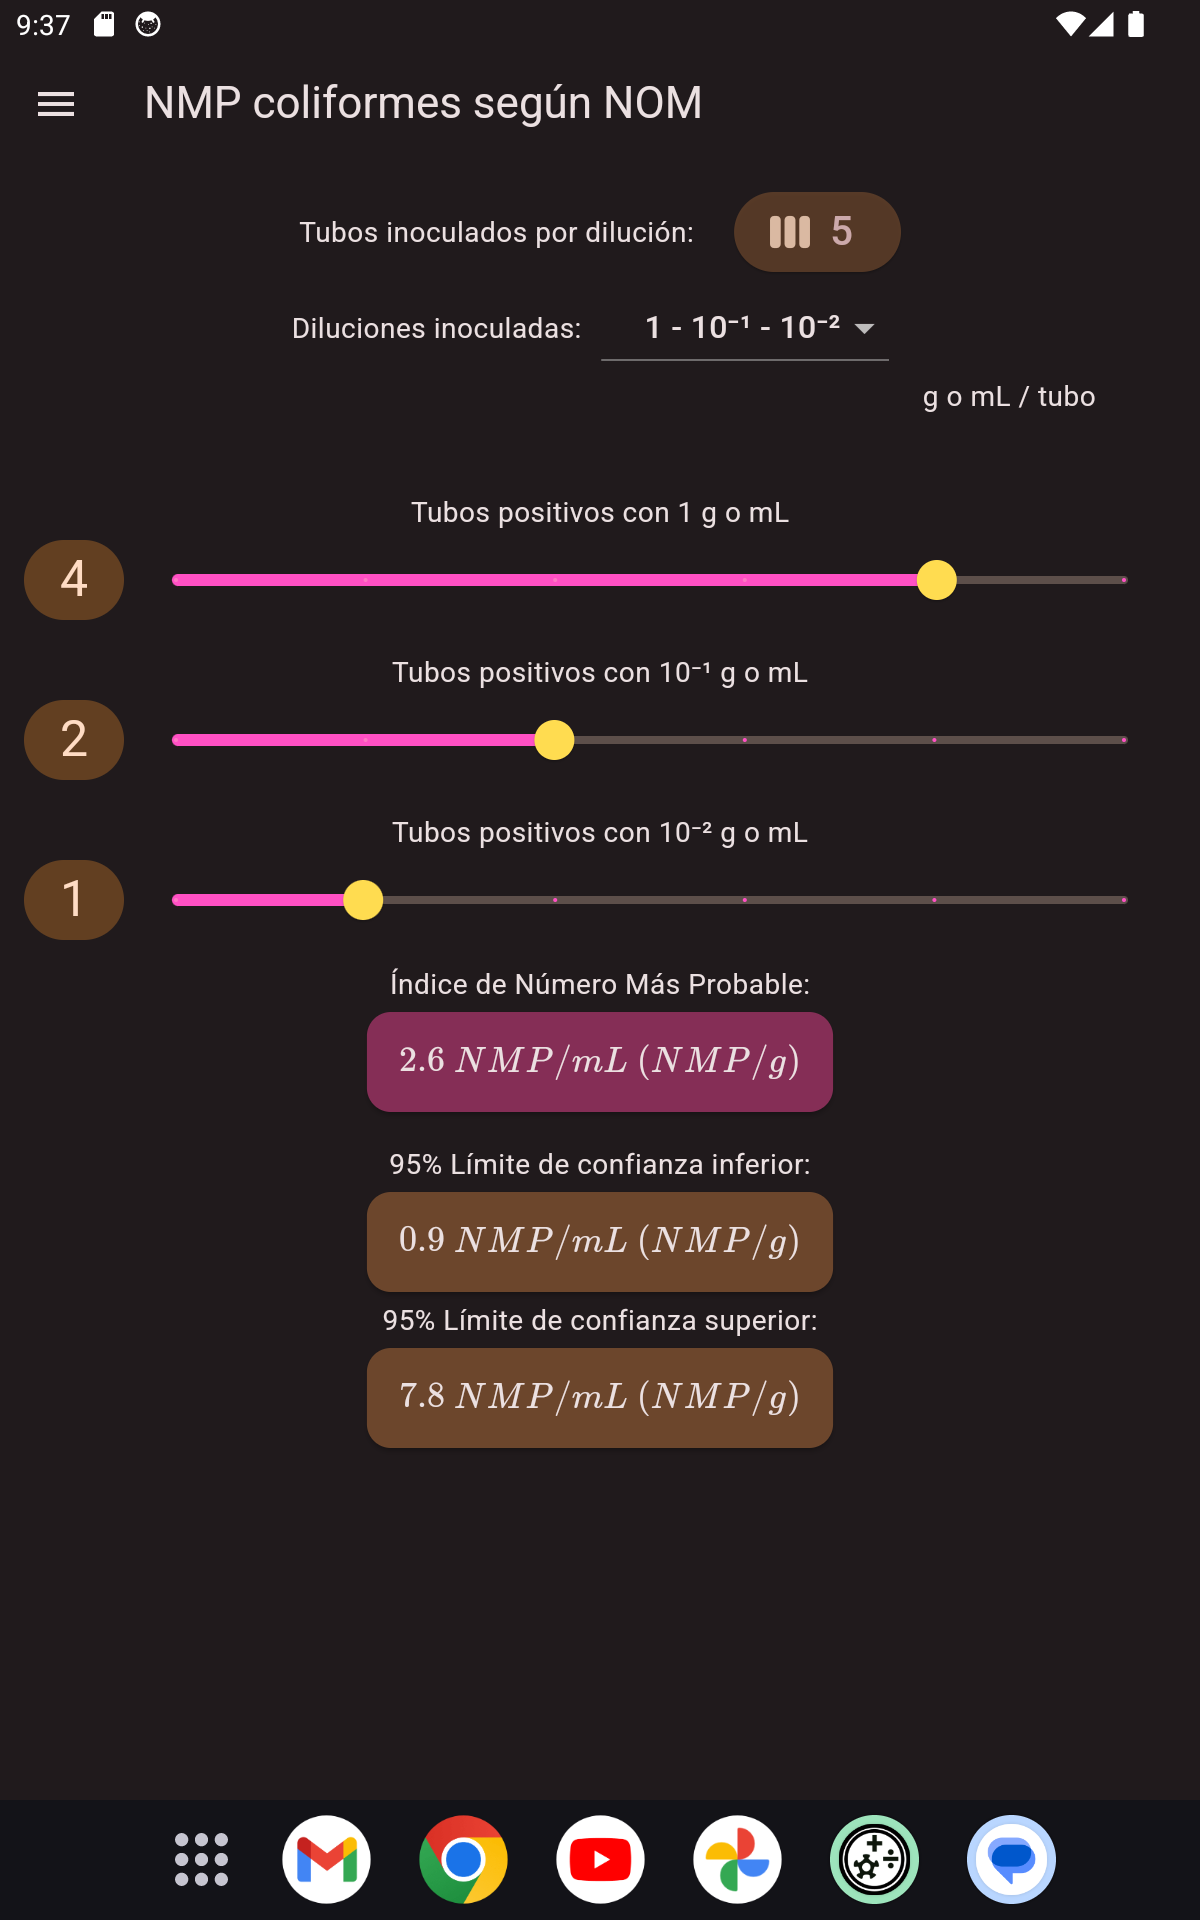 9:37
NMP coliformes según NOM
Tubos inoculados por dilución: 5
Diluciones inoculadas: 1 - 10⁻¹ - 10⁻²
g o mL / tubo
Tubos positivos con 1 g o mL
4
Tubos positivos con 10⁻¹ g o mL
2
Tubos positivos con 10⁻² g o mL
1
Índice de Número Más Probable:
2.6 NMP/mL (NMP/g)
95% Límite de confianza inferior:
0.9 NMP/mL (NMP/g)
95% Límite de confianza superior:
7.8 NMP/mL (NMP/g)